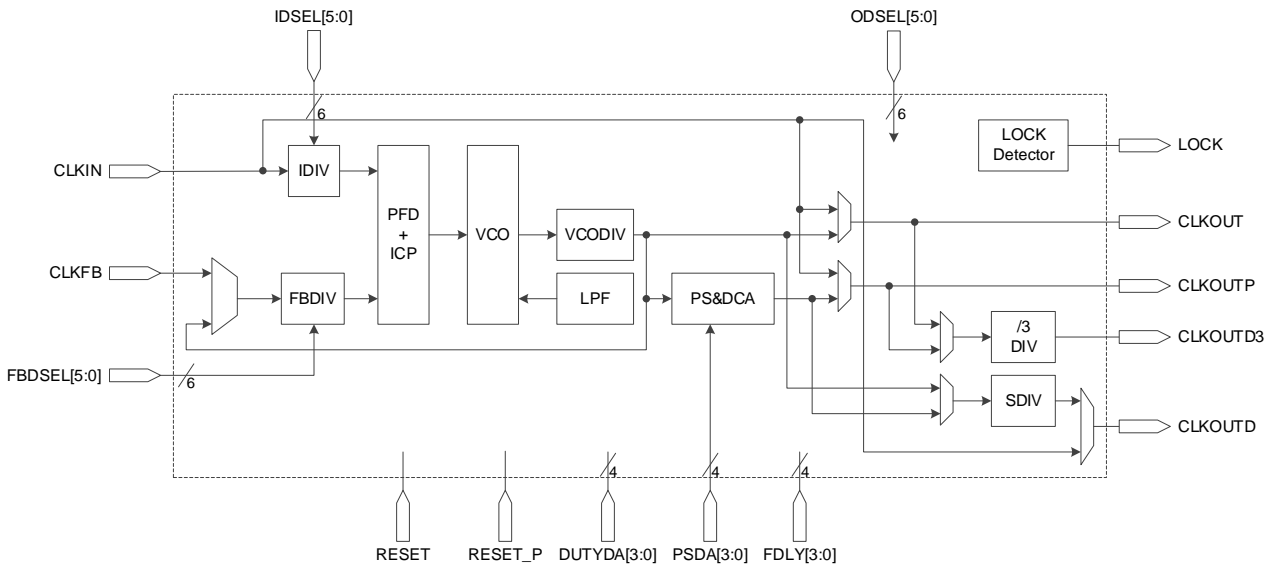 IDSEL[5:0]
ODSEL[5:0]
6
6
LOCK
Detector
LOCK
CLKIN
IDIV
PFD
+
ICP
VCO
VCODIV
CLKOUT
CLKFB
FBDIV
LPF
PS&DCA
CLKOUTP
/3
DIV
CLKOUTD3
FBDSEL[5:0]
6
SDIV
CLKOUTD
4
4
4
RESET
RESET_P
DUTYDA[3:0]
PSDA[3:0]
FDLY[3:0]